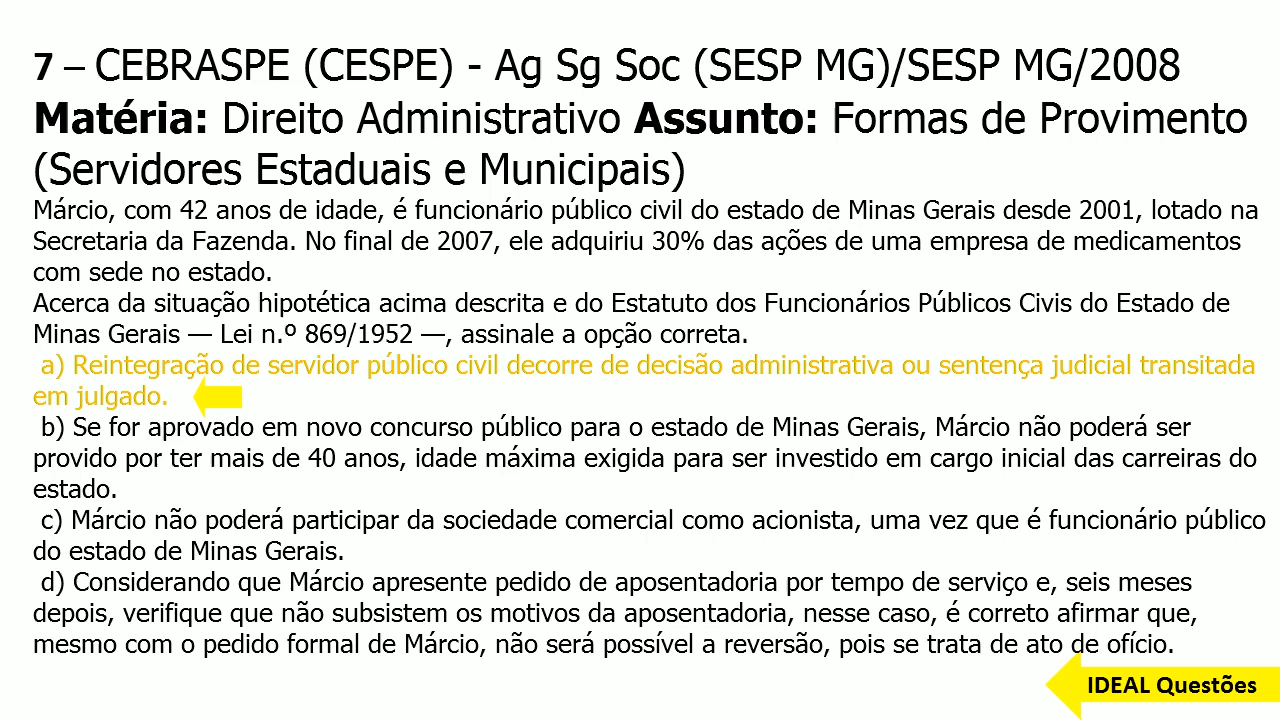 7 – CEBRASPE (CESPE) - Ag Sg Soc (SESP MG)/SESP MG/2008
Matéria: Direito Administrativo Assunto: Formas de Provimento
(Servidores Estaduais e Municipais)
Márcio, com 42 anos de idade, é funcionário público civil do estado de Minas Gerais desde 2001, lotado na
Secretaria da Fazenda. No final de 2007, ele adquiriu 30% das ações de uma empresa de medicamentos
com sede no estado.
Acerca da situação hipotética acima descrita e do Estatuto dos Funcionários Públicos Civis do Estado de
Minas Gerais — Lei n.º 869/1952 —, assinale a opção correta.
a) Reintegração de servidor público civil decorre de decisão administrativa ou sentença judicial transitada
em julgado.
b) Se for aprovado em novo concurso público para o estado de Minas Gerais, Márcio não poderá ser
provido por ter mais de 40 anos, idade máxima exigida para ser investido em cargo inicial das carreiras do
estado.
c) Márcio não poderá participar da sociedade comercial como acionista, uma vez que é funcionário público
do estado de Minas Gerais.
d) Considerando que Márcio apresente pedido de aposentadoria por tempo de serviço e, seis meses
depois, verifique que não subsistem os motivos da aposentadoria, nesse caso, é correto afirmar que,
mesmo com o pedido formal de Márcio, não será possível a reversão, pois se trata de ato de ofício.
IDEAL Questões